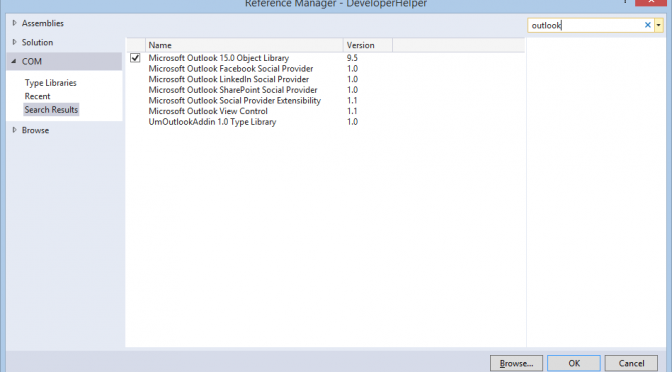 Reference Manager - DeveloperHelper
Assemblies
Solution
COM
Type Libraries
Recent
Search Results
Browse
Name Version
Microsoft Outlook 15.0 Object Library 9.5
Microsoft Outlook Facebook Social Provider 1.0
Microsoft Outlook LinkedIn Social Provider 1.0
Microsoft Outlook SharePoint Social Provider 1.0
Microsoft Outlook Social Provider Extensibility 1.1
Microsoft Outlook View Control 1.1
UmOutlookAddin 1.0 Type Library 1.0
outlook
Browse... OK Cancel